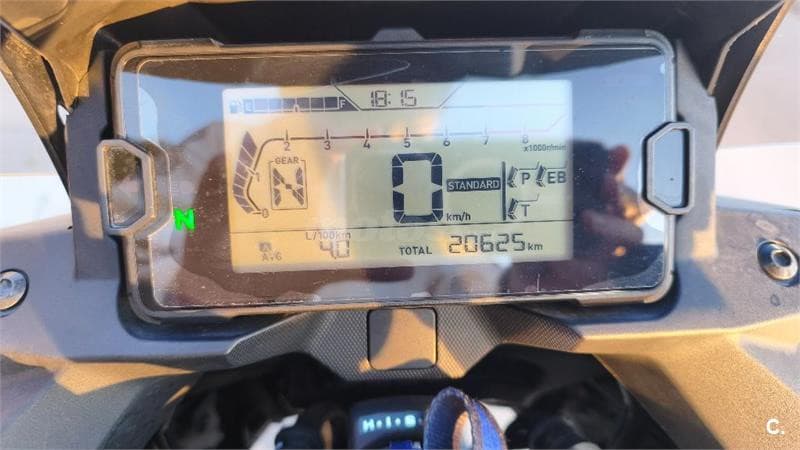 E F 18:15
2 3 4 5 6 7 8
x1000r/min
GEAR
1
N
0
0 km/h
STANDARD
P EB
T
N
L/100km
A AVG 4.0
TOTAL 20625 km
H·I·S
C.